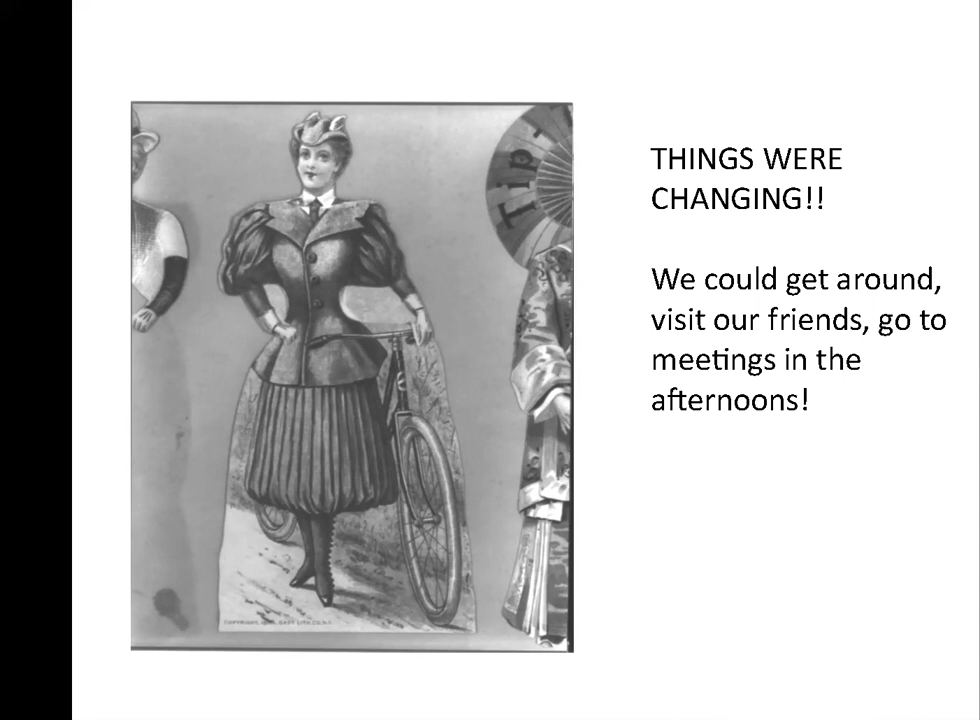 THINGS WERE
CHANGING!!
We could get around,
visit our friends, go to
meetings in the
afternoons!